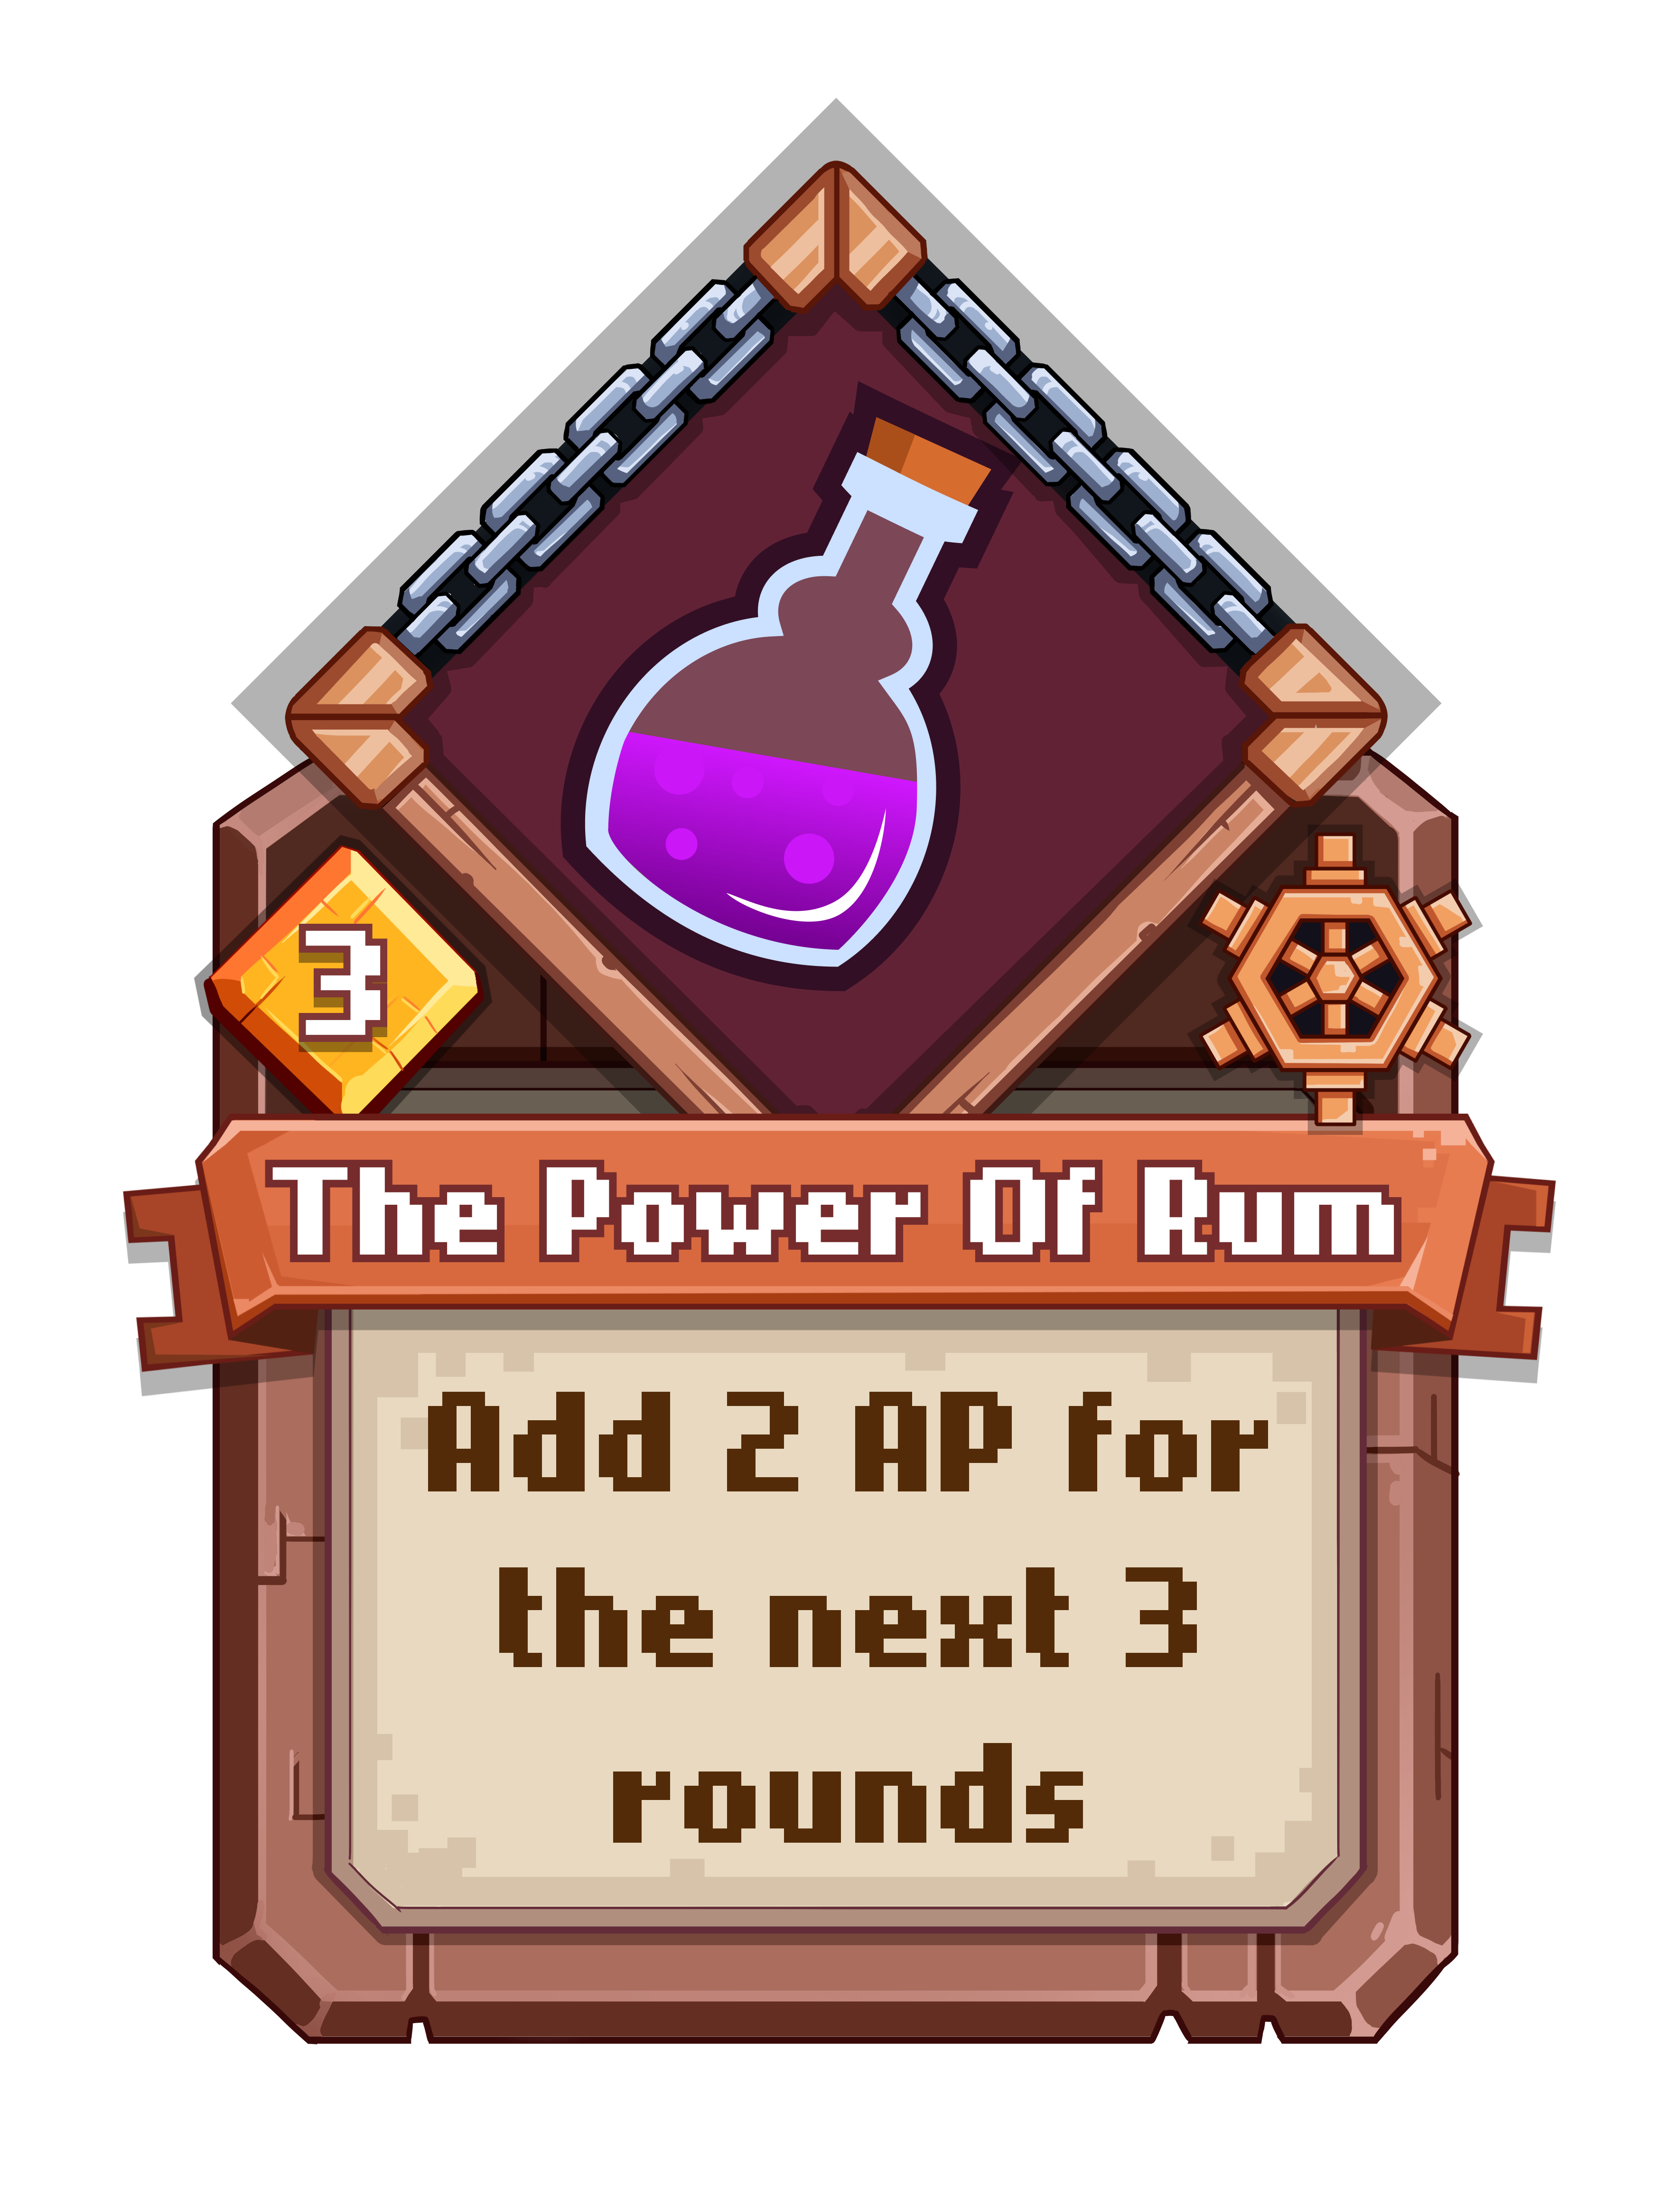 3
The Power Of Rum
Add 2 AP for
the next 3
rounds